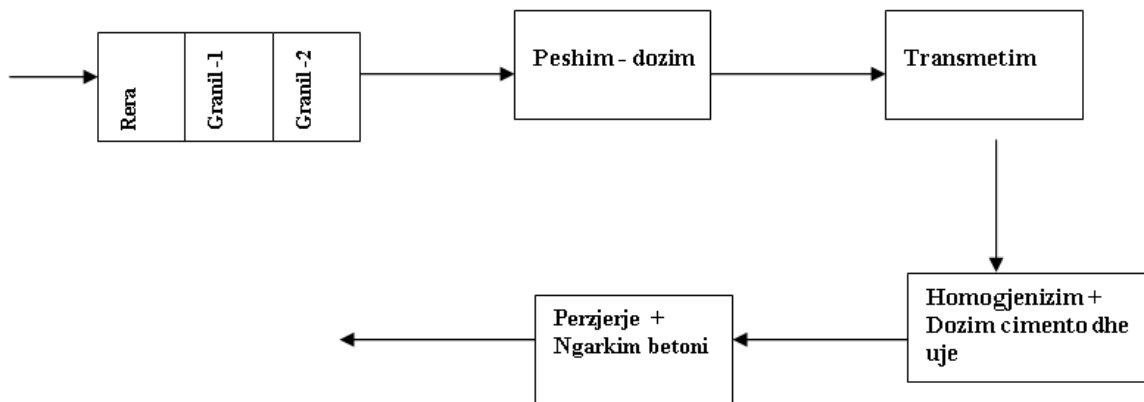 Rera
Granil -1
Granil -2
Peshim - dozim
Transmetim
Homogjenizim +
Dozim cimento dhe
uje
Perzjerje +
Ngarkim betoni